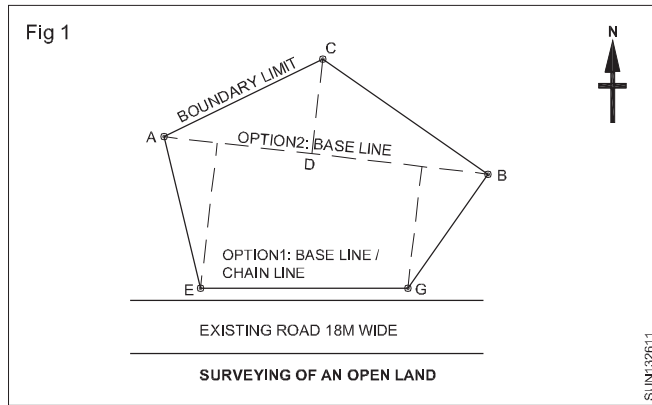 Fig 1
N
C
BOUNDARY LIMIT
A
OPTION2: BASE LINE
D
B
OPTION1: BASE LINE /
CHAIN LINE
E
G
EXISTING ROAD 18M WIDE
SURVEYING OF AN OPEN LAND
SUN132611